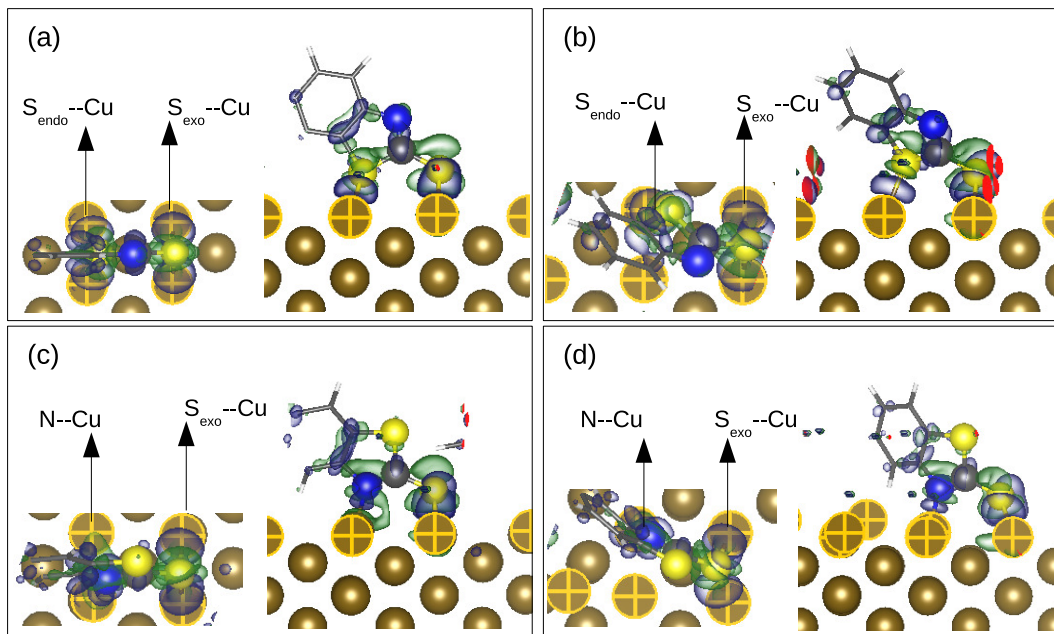 (a)
S_endo--Cu S_exo--Cu
(b)
S_endo--Cu S_exo--Cu
(c)
N--Cu S_exo--Cu
(d)
N--Cu S_exo--Cu